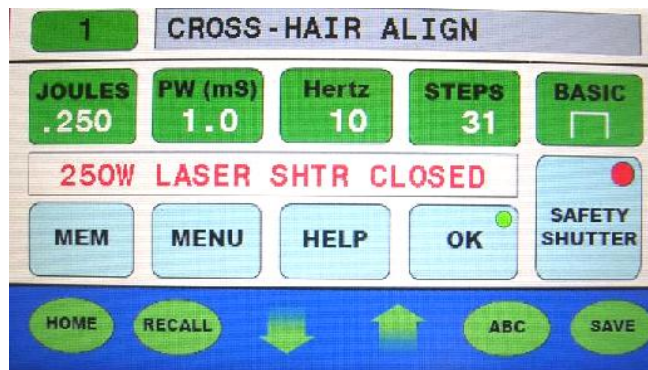 1 CROSS-HAIR ALIGN
JOULES PW (mS) Hertz STEPS BASIC
.250 1.0 10 31
250W LASER SHTR CLOSED
MEM MENU HELP OK SAFETY SHUTTER
HOME RECALL ABC SAVE